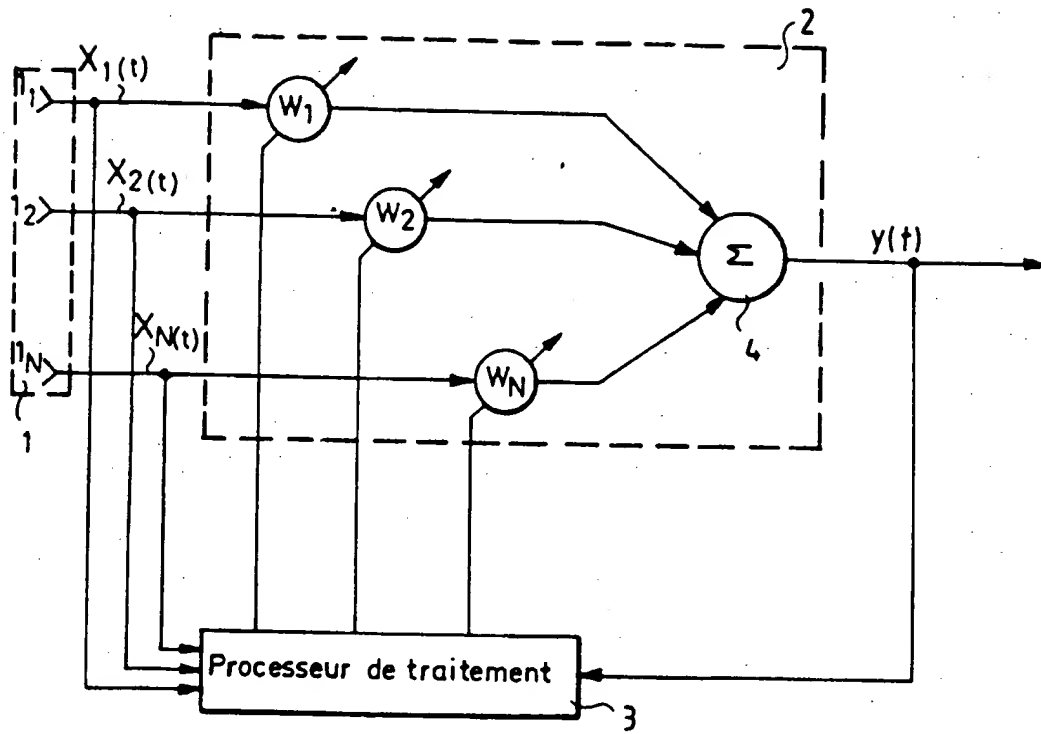 2
X1(t)
11
W1
X2(t)
12
W2
Σ
y(t)
4
XN(t)
1N
WN
1
Processeur de traitement
3